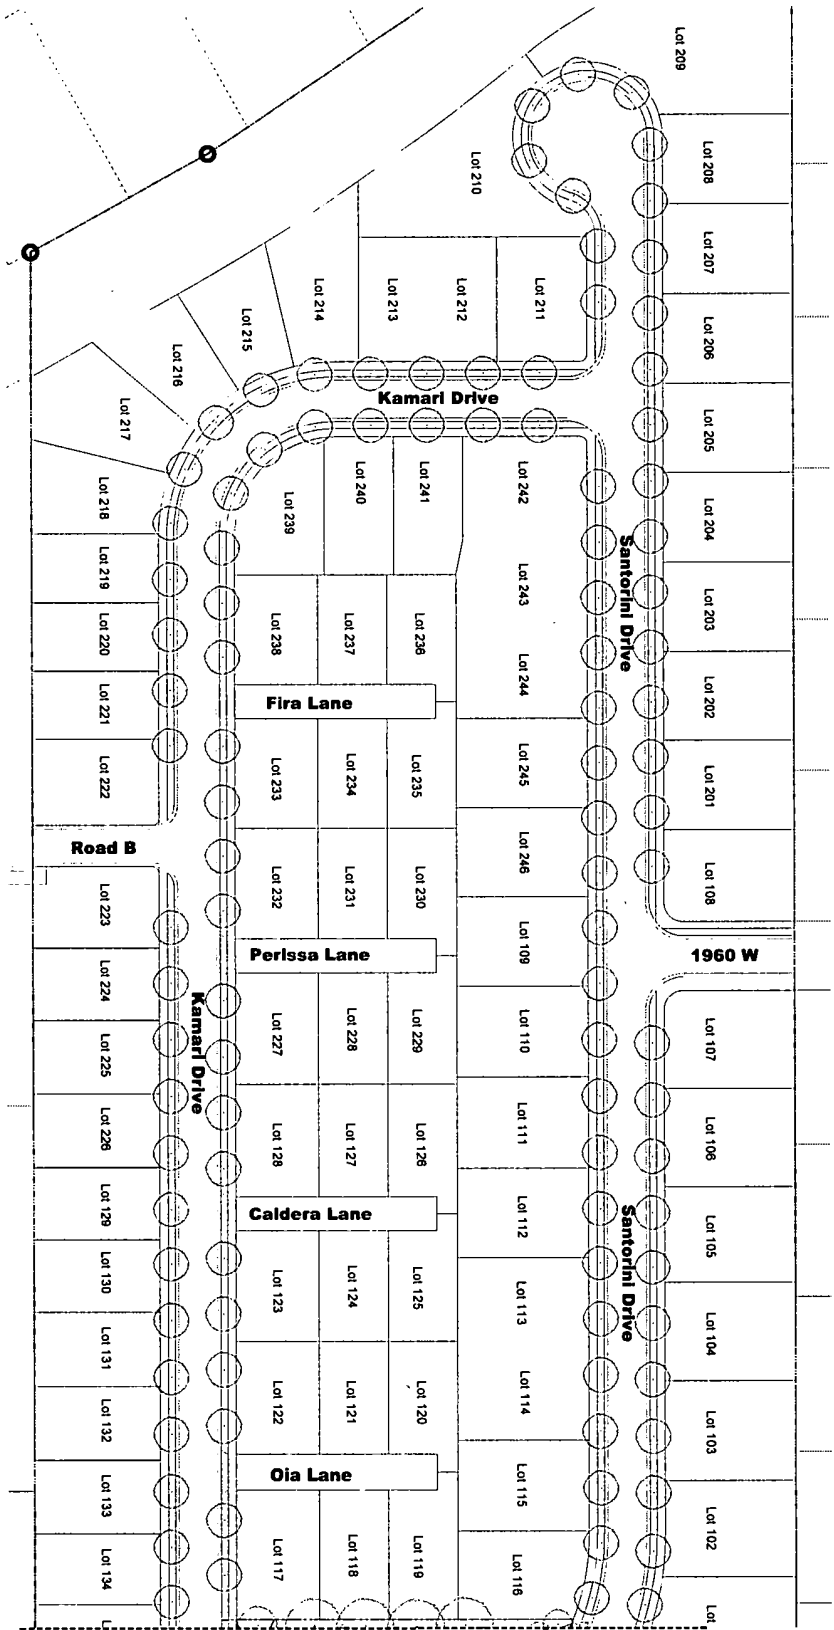 Lot 209
Lot 208
Lot 210
Lot 207
Lot 211
Lot 212
Lot 213
Lot 214
Lot 215
Lot 206
Lot 216
Kamari Drive
Lot 217
Lot 205
Lot 218
Lot 239
Lot 240
Lot 241
Lot 242
Lot 204
Lot 219
Santorini Drive
Lot 243
Lot 203
Lot 220
Lot 238
Lot 237
Lot 236
Lot 244
Lot 221
Fira Lane
Lot 202
Lot 222
Lot 233
Lot 234
Lot 235
Lot 245
Lot 201
Road B
Lot 246
Lot 108
Lot 223
Lot 232
Lot 231
Lot 230
Perissa Lane
Lot 109
1960 W
Lot 224
Lot 227
Lot 228
Lot 229
Lot 110
Lot 107
Kamari Drive
Lot 225
Lot 226
Lot 128
Lot 127
Lot 126
Lot 111
Lot 106
Lot 129
Caldera Lane
Lot 112
Lot 105
Santorini Drive
Lot 130
Lot 123
Lot 124
Lot 125
Lot 113
Lot 104
Lot 131
Lot 132
Lot 122
Lot 121
Lot 120
Lot 114
Lot 103
Oia Lane
Lot 133
Lot 115
Lot 102
Lot 134
Lot 117
Lot 118
Lot 119
Lot 116
Lot